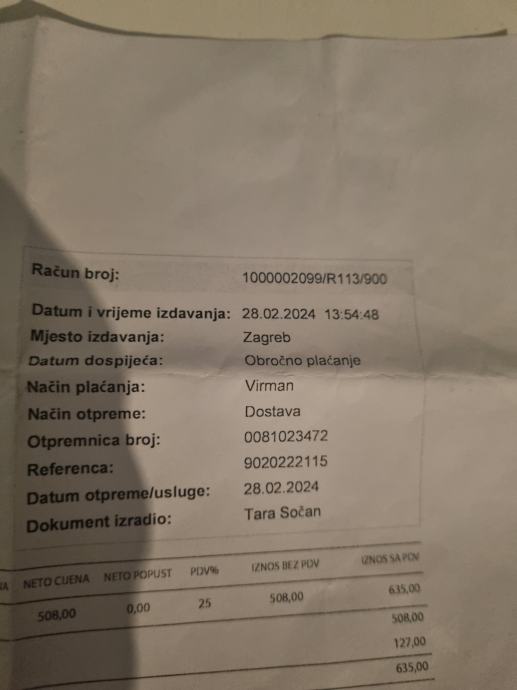 Račun broj: 1000002099/R113/900
Datum i vrijeme izdavanja: 28.02.2024 13:54:48
Mjesto izdavanja: Zagreb
Datum dospijeća: Obročno plaćanje
Način plaćanja: Virman
Način otpreme: Dostava
Otpremnica broj: 0081023472
Referenca: 9020222115
Datum otpreme/usluge: 28.02.2024
Dokument izradio: Tara Sočan
NETO CIJENA NETO POPUST PDV% IZNOS BEZ PDV IZNOS SA PDV
508,00 0,00 25 508,00 635,00
508,00
127,00
635,00